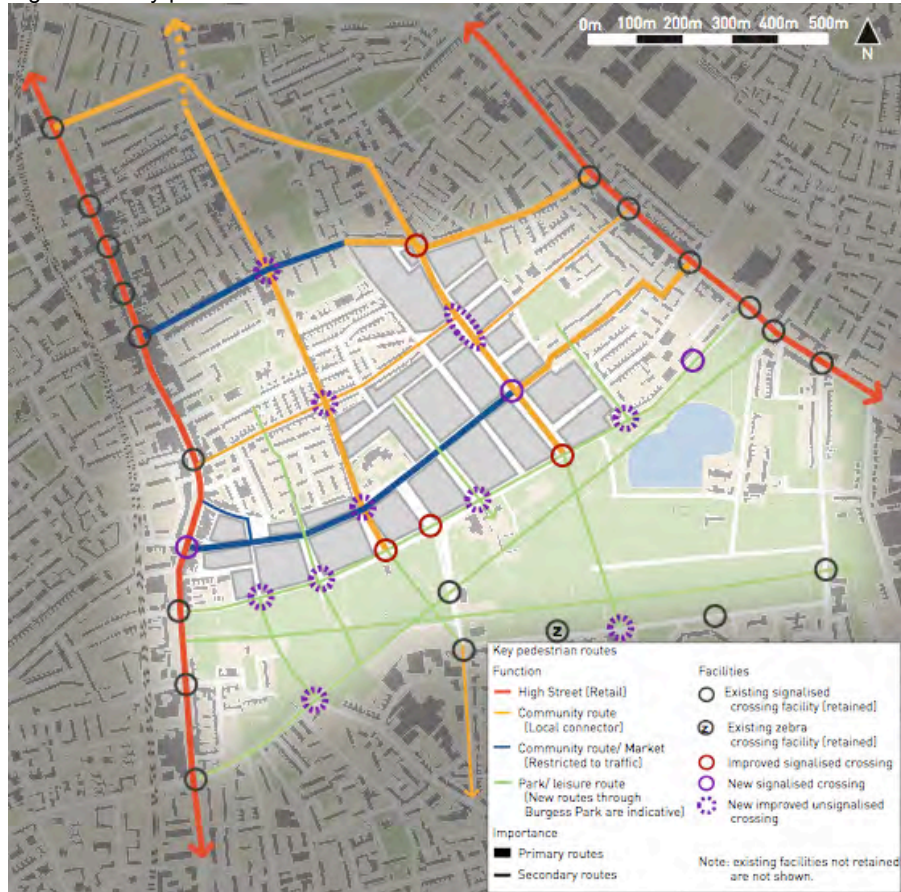 0m 100m 200m 300m 400m 500m
N
z
Key pedestrian routes
Function
High Street (Retail)
Community route
(Local connector)
Community route/ Market
(Restricted to traffic)
Park/ leisure route
(New routes through
Burgess Park are indicative)
Importance
Primary routes
Secondary routes
Facilities
Existing signalised
crossing facility (retained)
z
Existing zebra
crossing facility (retained)
Improved signalised crossing
New signalised crossing
New improved unsignalised
crossing
Note: existing facilities not retained
are not shown.